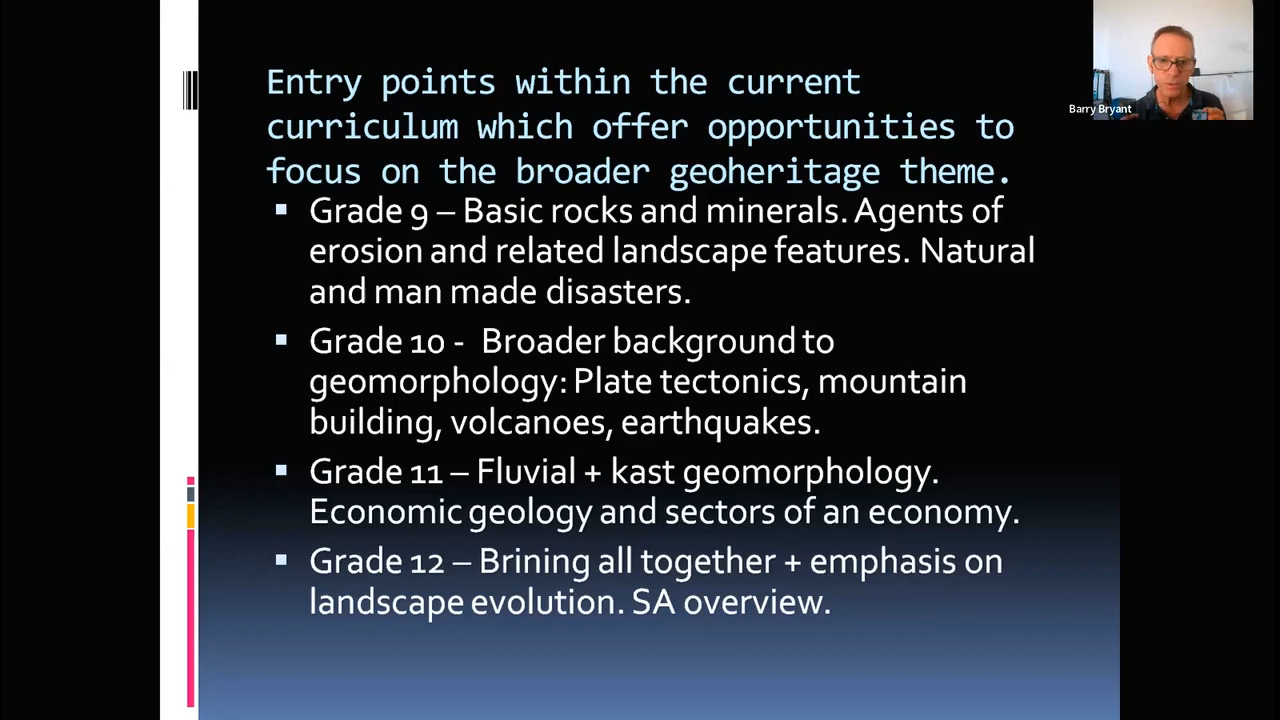 Entry points within the current
curriculum which offer opportunities to
focus on the broader geoheritage theme.
Barry Bryant
▪ Grade 9 – Basic rocks and minerals. Agents of
erosion and related landscape features. Natural
and man made disasters.
▪ Grade 10 - Broader background to
geomorphology: Plate tectonics, mountain
building, volcanoes, earthquakes.
▪ Grade 11 – Fluvial + kast geomorphology.
Economic geology and sectors of an economy.
▪ Grade 12 – Brining all together + emphasis on
landscape evolution. SA overview.